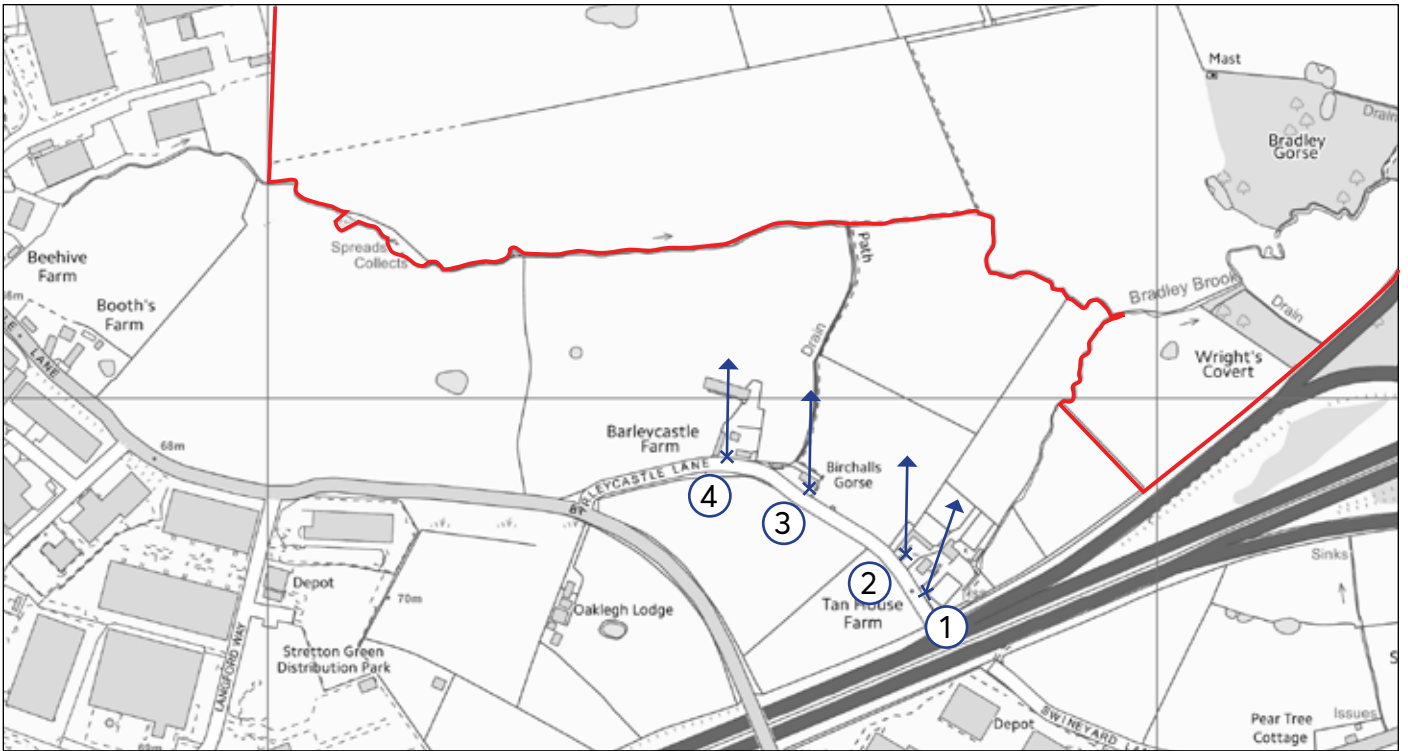 Mast
Drain
Bradley
Gorse
Beehive
Farm
Spreads
Collects
Path
Booth's
Farm
Bradley Brook
Drain
Drain
Wright's
Covert
LANE
Barleycastle
Farm
68m
BARLEYCASTLE LANE
Birchalls
Gorse
4
3
2
1
Depot
70m
Oaklegh Lodge
Tan House
Farm
Sinks
Stretton Green
Distribution Park
LANGFORD WAY
Depot
SWINEYARD LANE
Pear Tree
Cottage
Issues
69m